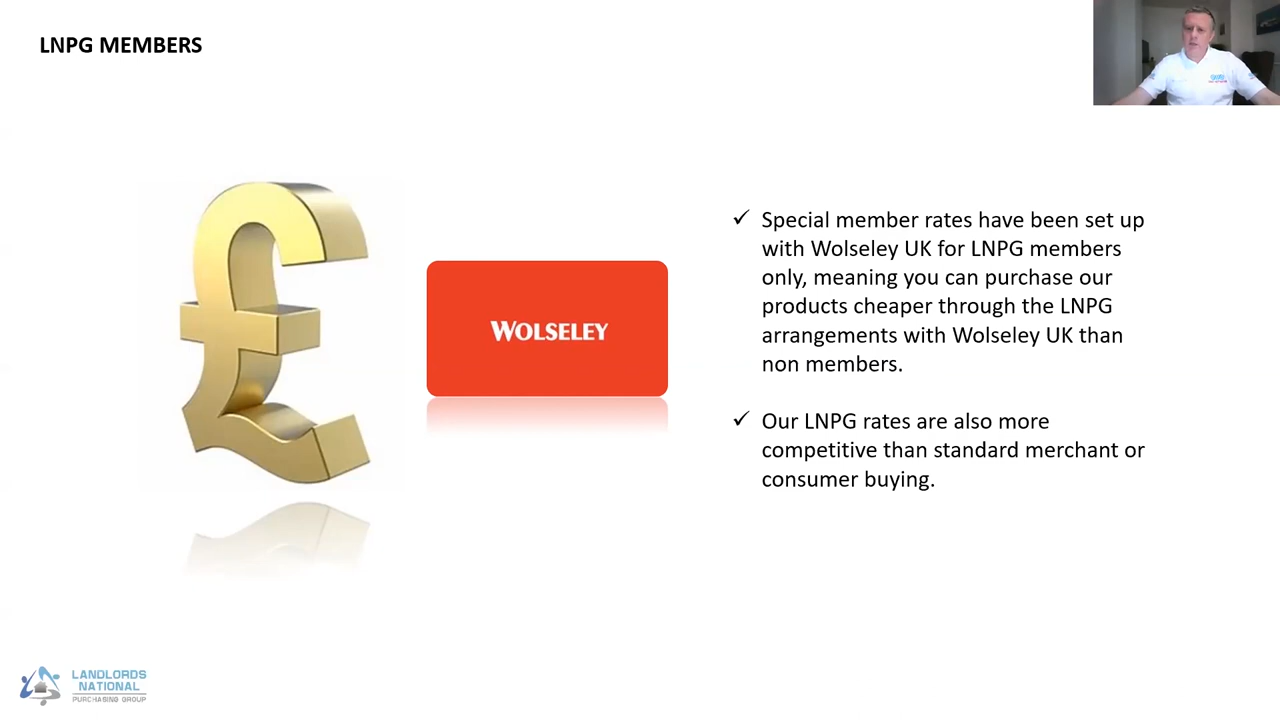 LNPG MEMBERS
WOLSELEY
✓ Special member rates have been set up
with Wolseley UK for LNPG members
only, meaning you can purchase our
products cheaper through the LNPG
arrangements with Wolseley UK than
non members.
✓ Our LNPG rates are also more
competitive than standard merchant or
consumer buying.
LANDLORDS
NATIONAL
PURCHASING GROUP